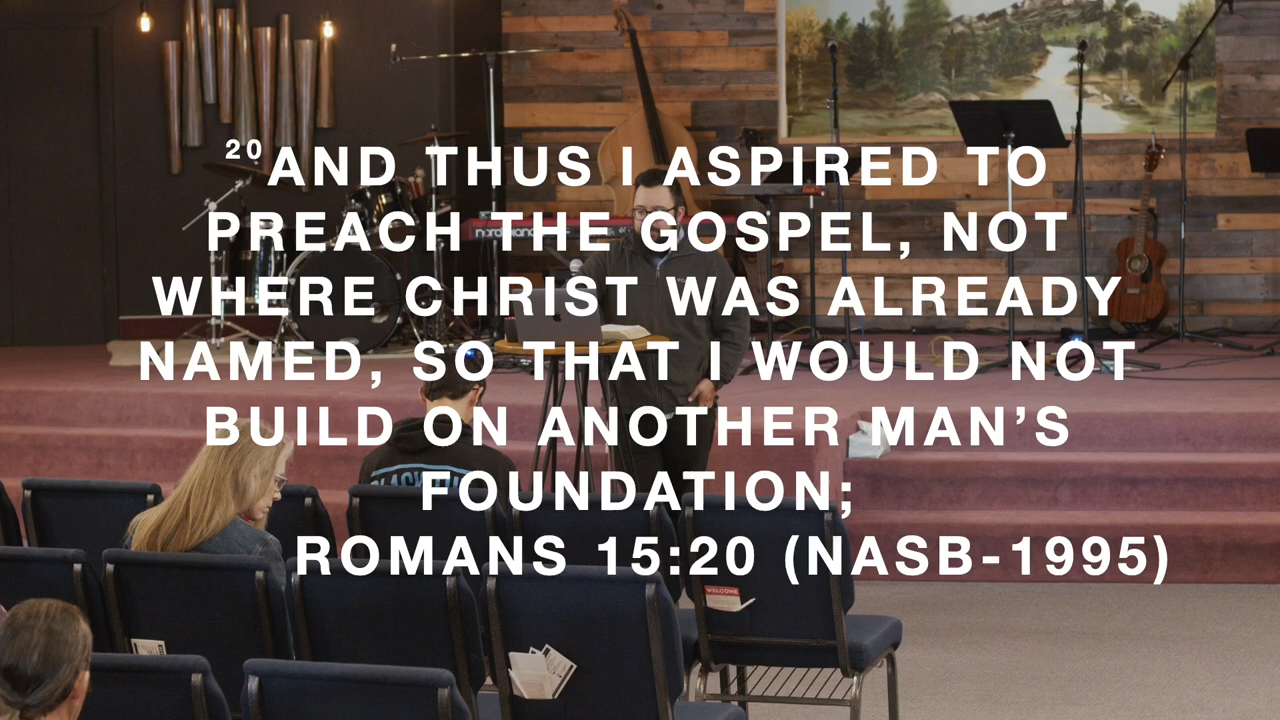 ²⁰AND THUS I ASPIRED TO
PREACH THE GOSPEL, NOT
WHERE CHRIST WAS ALREADY
NAMED, SO THAT I WOULD NOT
BUILD ON ANOTHER MAN’S
FOUNDATION;
ROMANS 15:20 (NASB-1995)
WELCOME